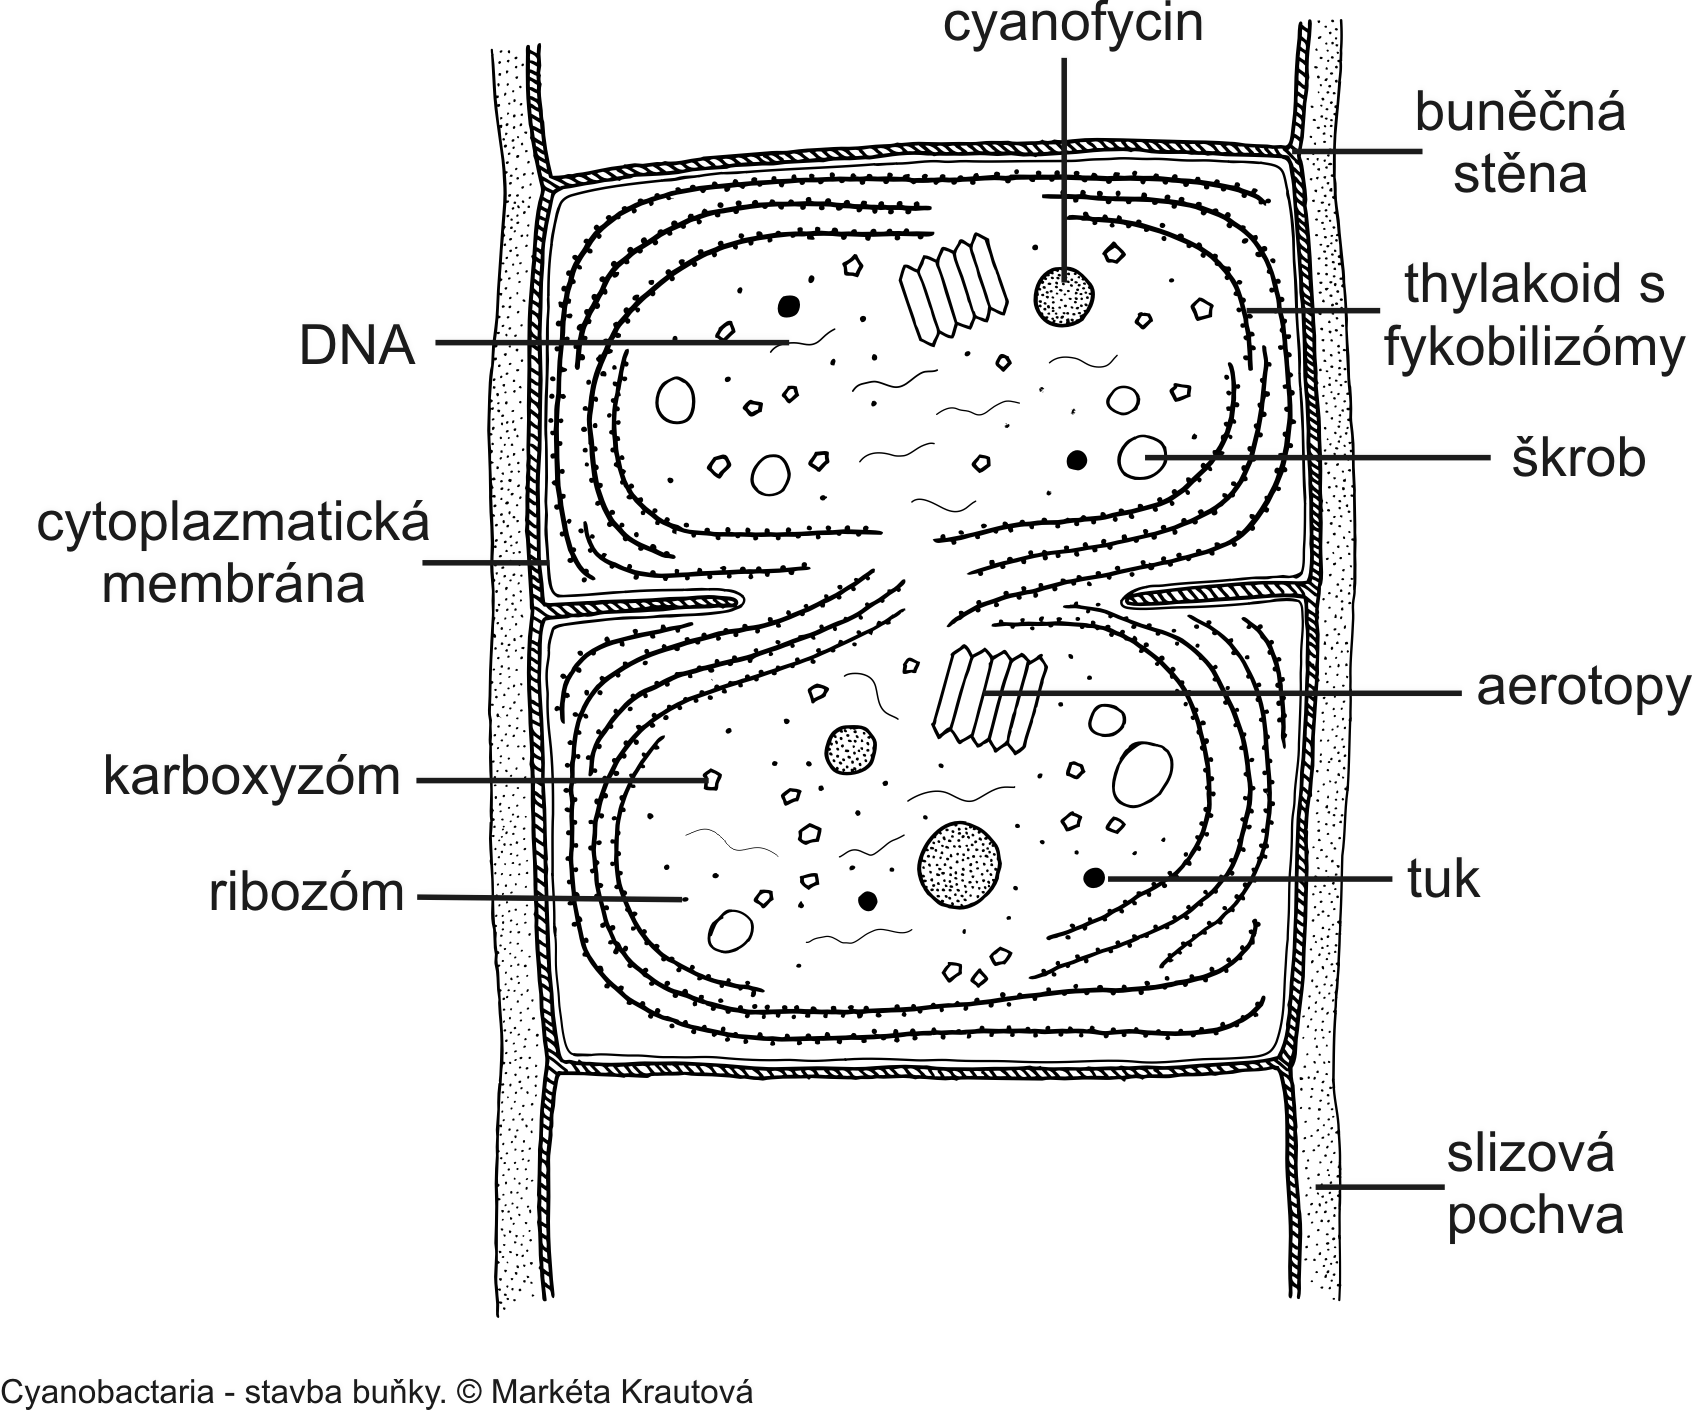 cyanofycin
buněčná
stěna
thylakoid s
fykobilizómy
DNA
škrob
cytoplazmatická
membrána
aerotopy
karboxyzóm
tuk
ribozóm
slizová
pochva
Cyanobactaria - stavba buňky. © Markéta Krautová